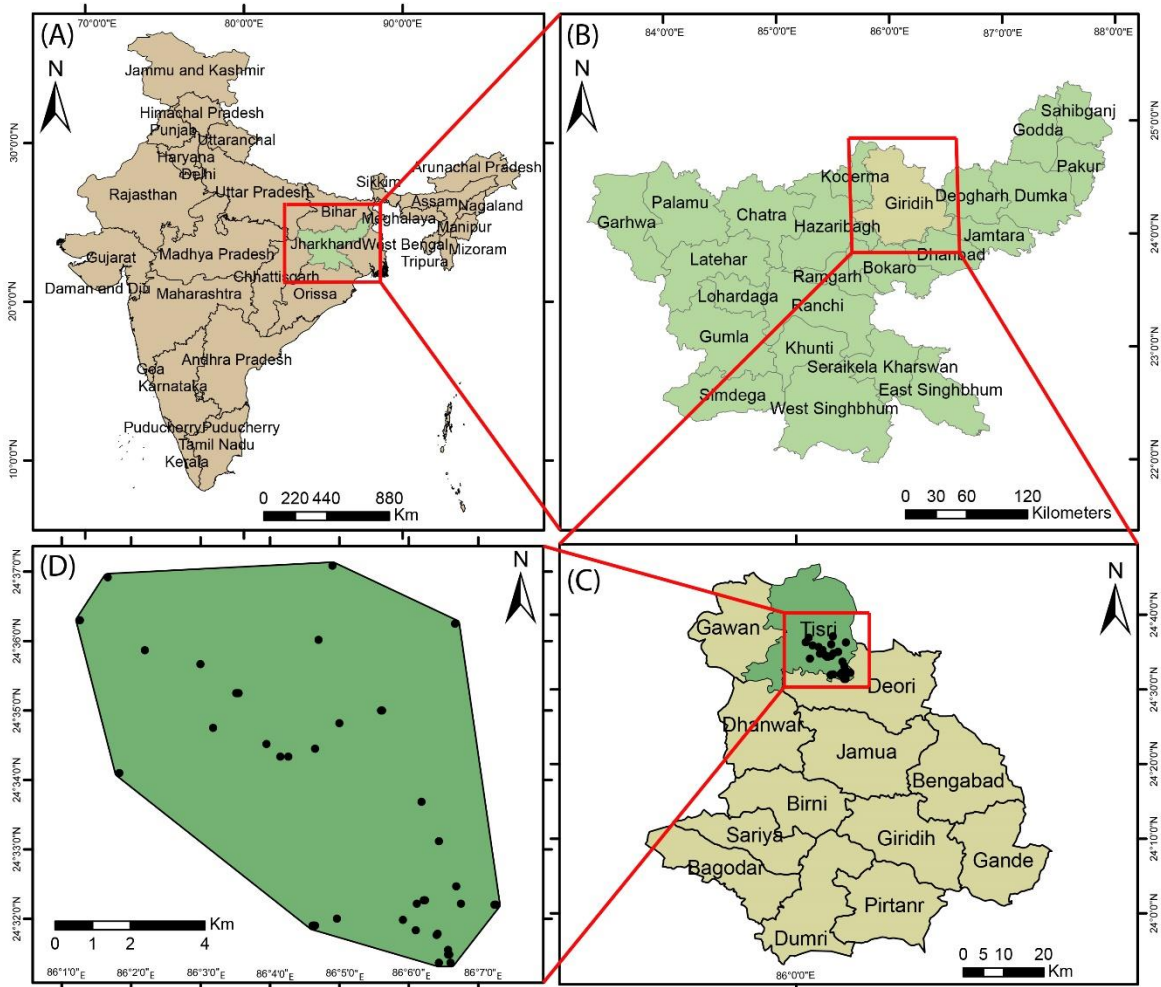 70°0'0"E 80°0'0"E 90°0'0"E
(A)
N
Jammu and Kashmir
Himachal Pradesh
Punjab
Uttaranchal
Haryana
Delhi
Arunachal Pradesh
Sikkim
Rajasthan
Uttar Pradesh
Assam
Nagaland
Bihar
Meghalaya
Manipur
Jharkhand
West Bengal
Mizoram
Tripura
Gujarat
Madhya Pradesh
Chhattisgarh
Daman and Diu
Maharashtra
Orissa
Andhra Pradesh
Goa
Karnataka
Puducherry
Puducherry
Tamil Nadu
Kerala
30°0'0"N
20°0'0"N
10°0'0"N
0 220 440 880
Km
84°0'0"E 85°0'0"E 86°0'0"E 87°0'0"E 88°0'0"E
(B)
N
Sahibganj
Godda
Pakur
Koderma
Deogharh
Dumka
Giridih
Palamu
Garhwa
Chatra
Hazaribagh
Jamtara
Dhanbad
Latehar
Bokaro
Ramgarh
Lohardaga
Ranchi
Gumla
Khunti
Seraikela Kharswan
East Singhbhum
Simdega
West Singhbhum
25°0'0"N
24°0'0"N
23°0'0"N
22°0'0"N
0 30 60 120
Kilometers
(D)
N
24°37'0"N
24°36'0"N
24°35'0"N
24°34'0"N
24°33'0"N
24°32'0"N
0 1 2 4
Km
86°1'0"E 86°2'0"E 86°3'0"E 86°4'0"E 86°5'0"E 86°6'0"E 86°7'0"E
(C)
N
Gawan
Tisri
Deori
Dhanwar
Jamua
Bengabad
Birni
Sariya
Giridih
Gande
Bagodar
Pirtanr
Dumri
24°40'0"N
24°30'0"N
24°20'0"N
24°10'0"N
24°0'0"N
0 5 10 20
Km
86°0'0"E